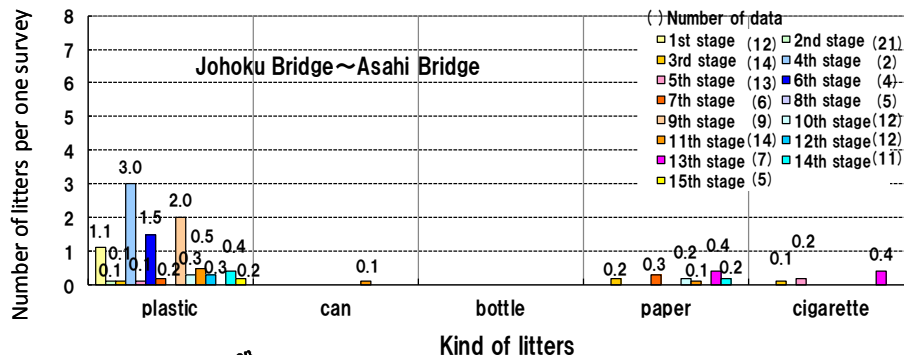 Number of litters per one survey
8
7
6
5
4
3
2
1
0
Johoku Bridge～Asahi Bridge
( ) Number of data
1st stage (12) 2nd stage (21)
3rd stage (14) 4th stage (2)
5th stage (13) 6th stage (4)
7th stage (6) 8th stage (5)
9th stage (9) 10th stage (12)
11th stage (14) 12th stage (12)
13th stage (7) 14th stage (11)
15th stage (5)
1.1 0.1 0.1 3.0 0.1 1.5 0.2 2.0 0.3 0.5 0.3 0.4 0.2
0.1
0.2 0.3 0.2 0.1 0.4 0.2
0.1 0.2 0.4
plastic can bottle paper cigarette
Kind of litters